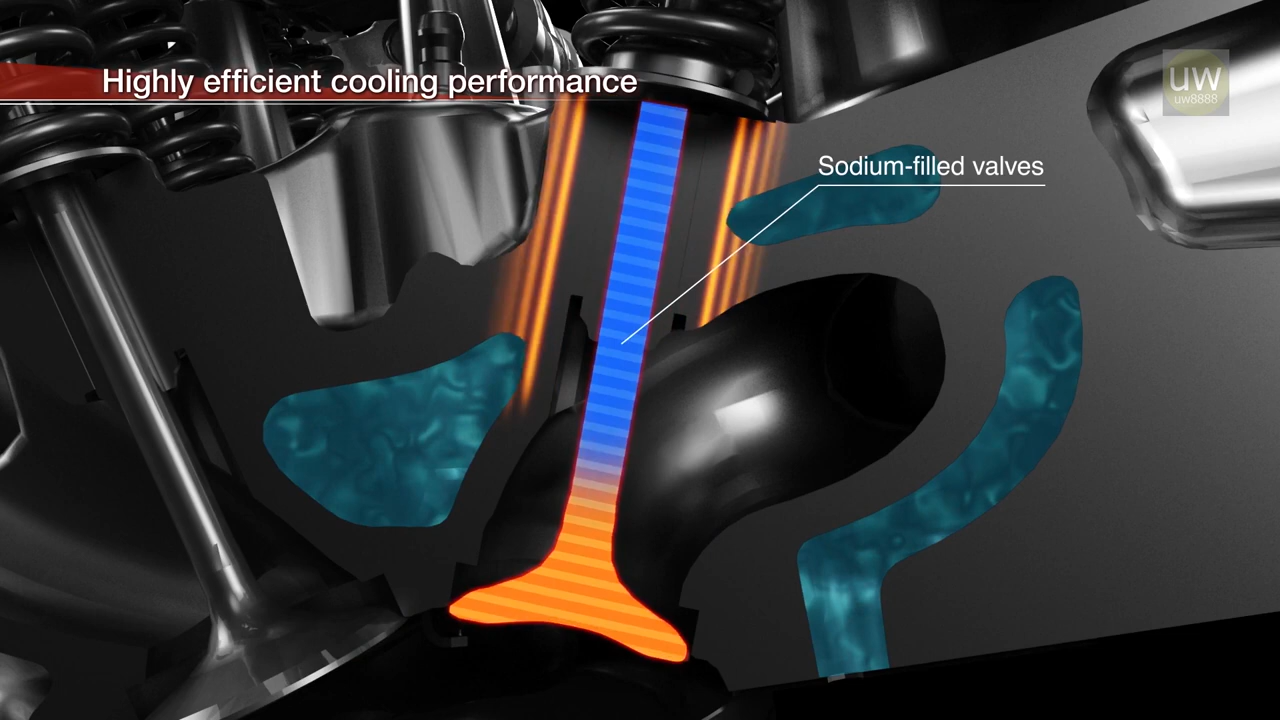 Highly efficient cooling performance
UW
uw8888
Sodium-filled valves